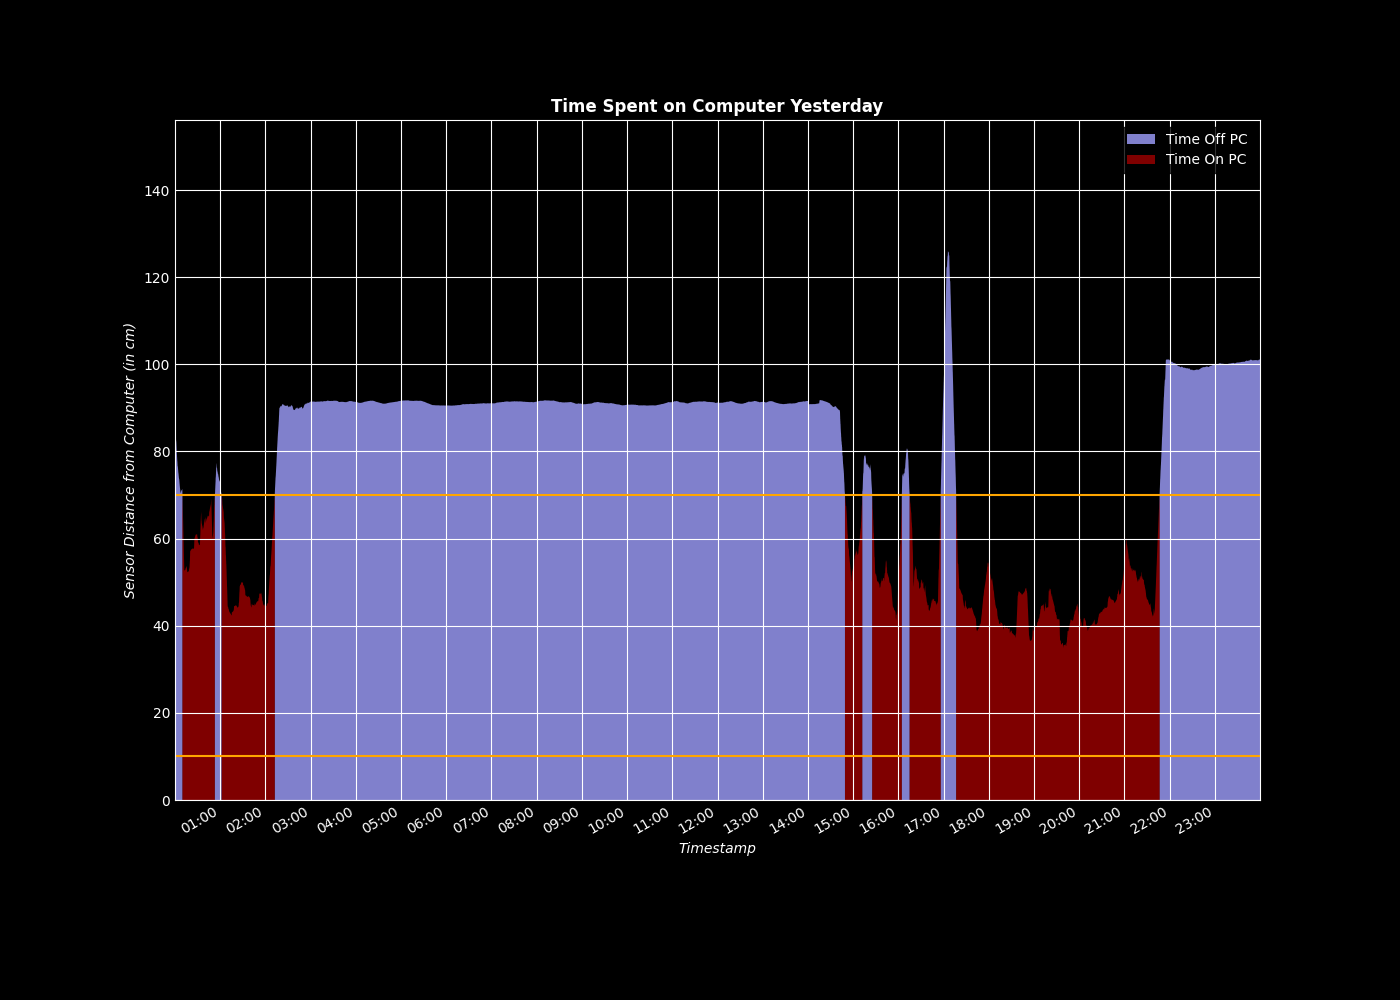 Time Spent on Computer Yesterday
Time Off PC
Time On PC
Sensor Distance from Computer (in cm)
140
120
100
80
60
40
20
0
01:00 02:00 03:00 04:00 05:00 06:00 07:00 08:00 09:00 10:00 11:00 12:00 13:00 14:00 15:00 16:00 17:00 18:00 19:00 20:00 21:00 22:00 23:00
Timestamp